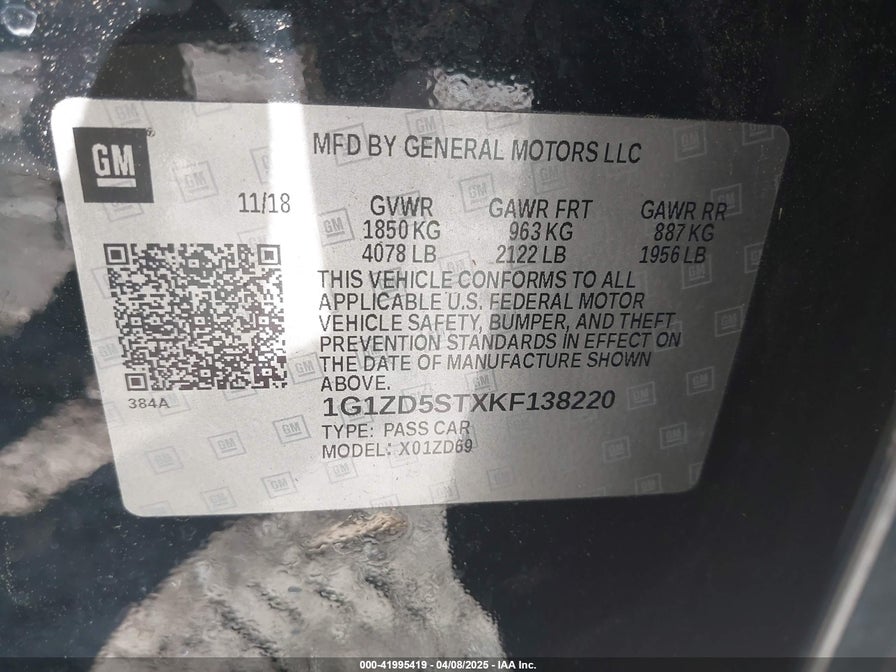 GM
MFD BY GENERAL MOTORS LLC
11/18 GVWR GAWR FRT GAWR RR
1850 KG 963 KG 887 KG
4078 LB 2122 LB 1956 LB
THIS VEHICLE CONFORMS TO ALL
APPLICABLE U.S. FEDERAL MOTOR
VEHICLE SAFETY, BUMPER, AND THEFT
PREVENTION STANDARDS IN EFFECT ON
THE DATE OF MANUFACTURE SHOWN
ABOVE.
384A
1G1ZD5STXKF138220
TYPE: PASS CAR
MODEL: X01ZD69
000-41995419 - 04/08/2025 - IAA Inc.